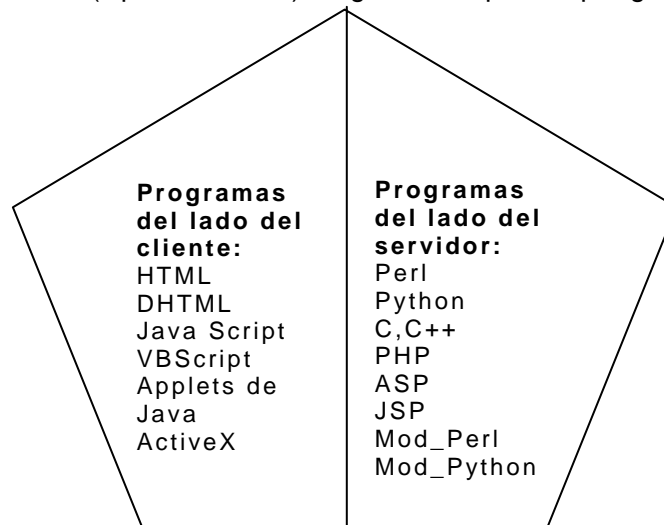 Programas
del lado del
cliente:
HTML
DHTML
Java Script
VBScript
Applets de
Java
ActiveX
Programas
del lado del
servidor:
Perl
Python
C,C++
PHP
ASP
JSP
Mod_Perl
Mod_Python